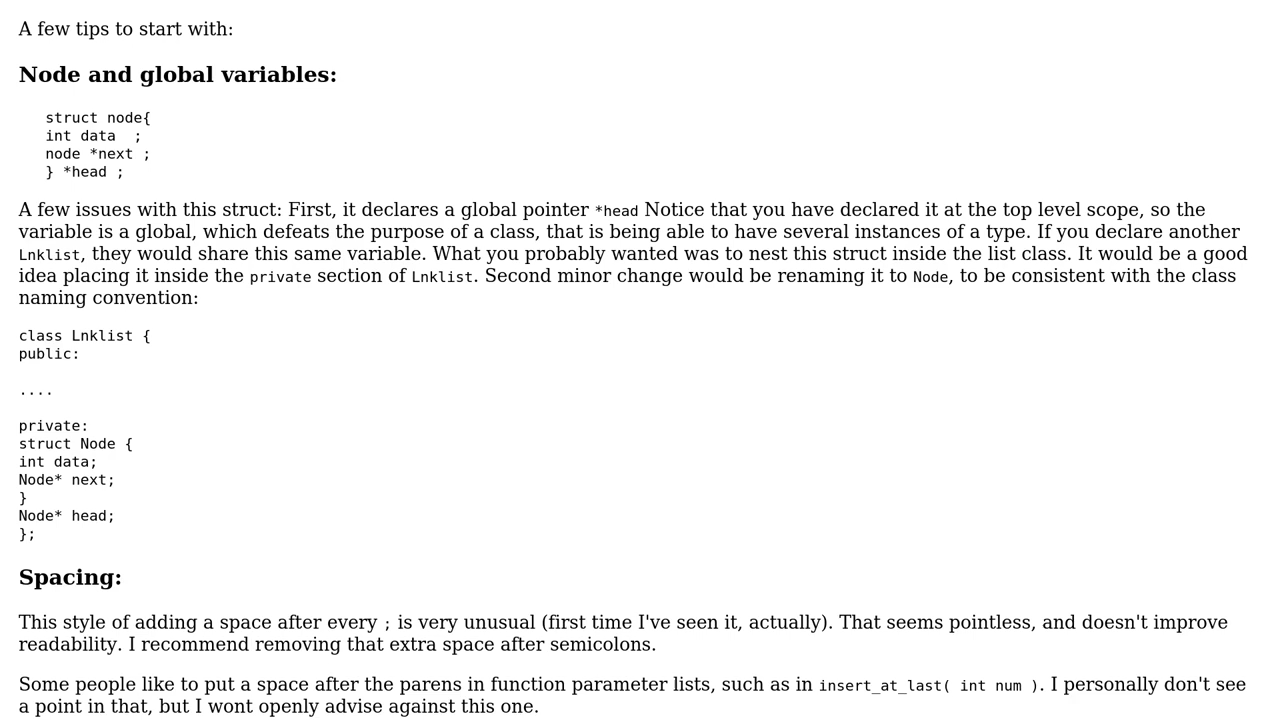 A few tips to start with:
Node and global variables:
struct node{
int data  ;
node *next ;
} *head ;
A few issues with this struct: First, it declares a global pointer *head Notice that you have declared it at the top level scope, so the
variable is a global, which defeats the purpose of a class, that is being able to have several instances of a type. If you declare another
Lnklist, they would share this same variable. What you probably wanted was to nest this struct inside the list class. It would be a good
idea placing it inside the private section of Lnklist. Second minor change would be renaming it to Node, to be consistent with the class
naming convention:
class Lnklist {
public:
....
private:
struct Node {
int data;
Node* next;
}
Node* head;
};
Spacing:
This style of adding a space after every ; is very unusual (first time I've seen it, actually). That seems pointless, and doesn't improve
readability. I recommend removing that extra space after semicolons.
Some people like to put a space after the parens in function parameter lists, such as in insert_at_last( int num ). I personally don't see
a point in that, but I wont openly advise against this one.